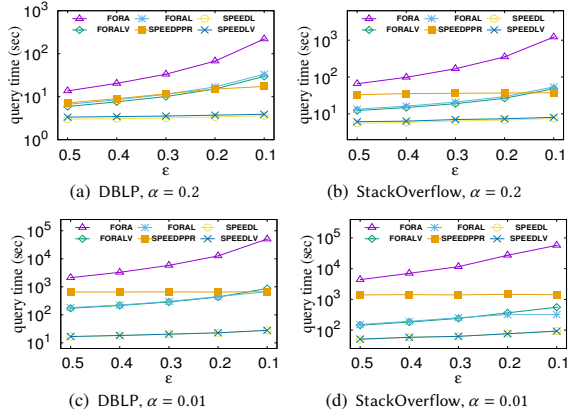 query time (sec)
10^3
10^2
10^1
10^0
FORA FORAL SPEEDL
FORALV SPEEDPPR SPEEDLV
0.5 0.4 0.3 0.2 0.1
ε
(a) DBLP, α = 0.2
query time (sec)
10^3
10^2
10^1
FORA FORAL SPEEDL
FORALV SPEEDPPR SPEEDLV
0.5 0.4 0.3 0.2 0.1
ε
(b) StackOverflow, α = 0.2
query time (sec)
10^5
10^4
10^3
10^2
10^1
FORA FORAL SPEEDL
FORALV SPEEDPPR SPEEDLV
0.5 0.4 0.3 0.2 0.1
ε
(c) DBLP, α = 0.01
query time (sec)
10^5
10^4
10^3
10^2
FORA FORAL SPEEDL
FORALV SPEEDPPR SPEEDLV
0.5 0.4 0.3 0.2 0.1
ε
(d) StackOverflow, α = 0.01